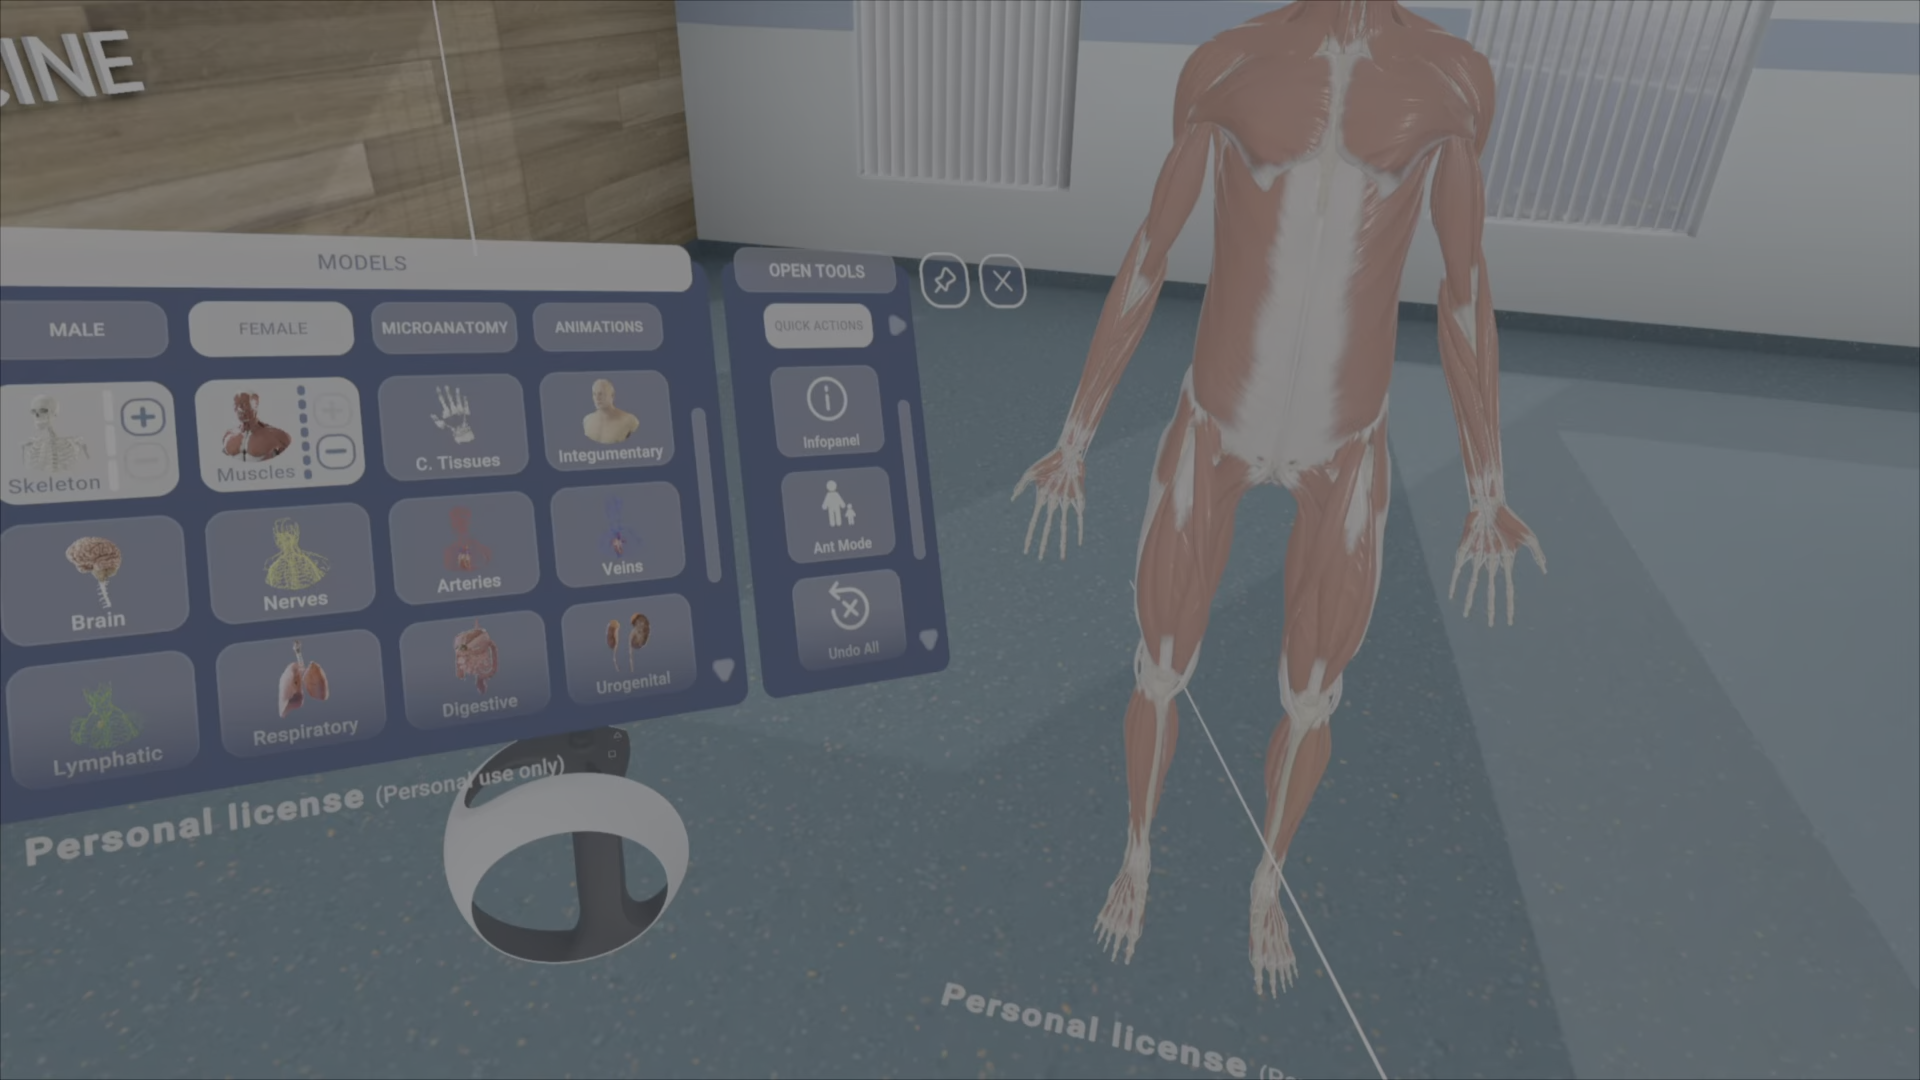 CINE
MODELS
OPEN TOOLS
MALE
FEMALE
MICROANATOMY
ANIMATIONS
QUICK ACTIONS
Skeleton
Muscles
C. Tissues
Integumentary
Infopanel
Brain
Nerves
Arteries
Veins
Ant Mode
Lymphatic
Respiratory
Digestive
Urogenital
Undo All
Personal license (Personal use only)
Personal license